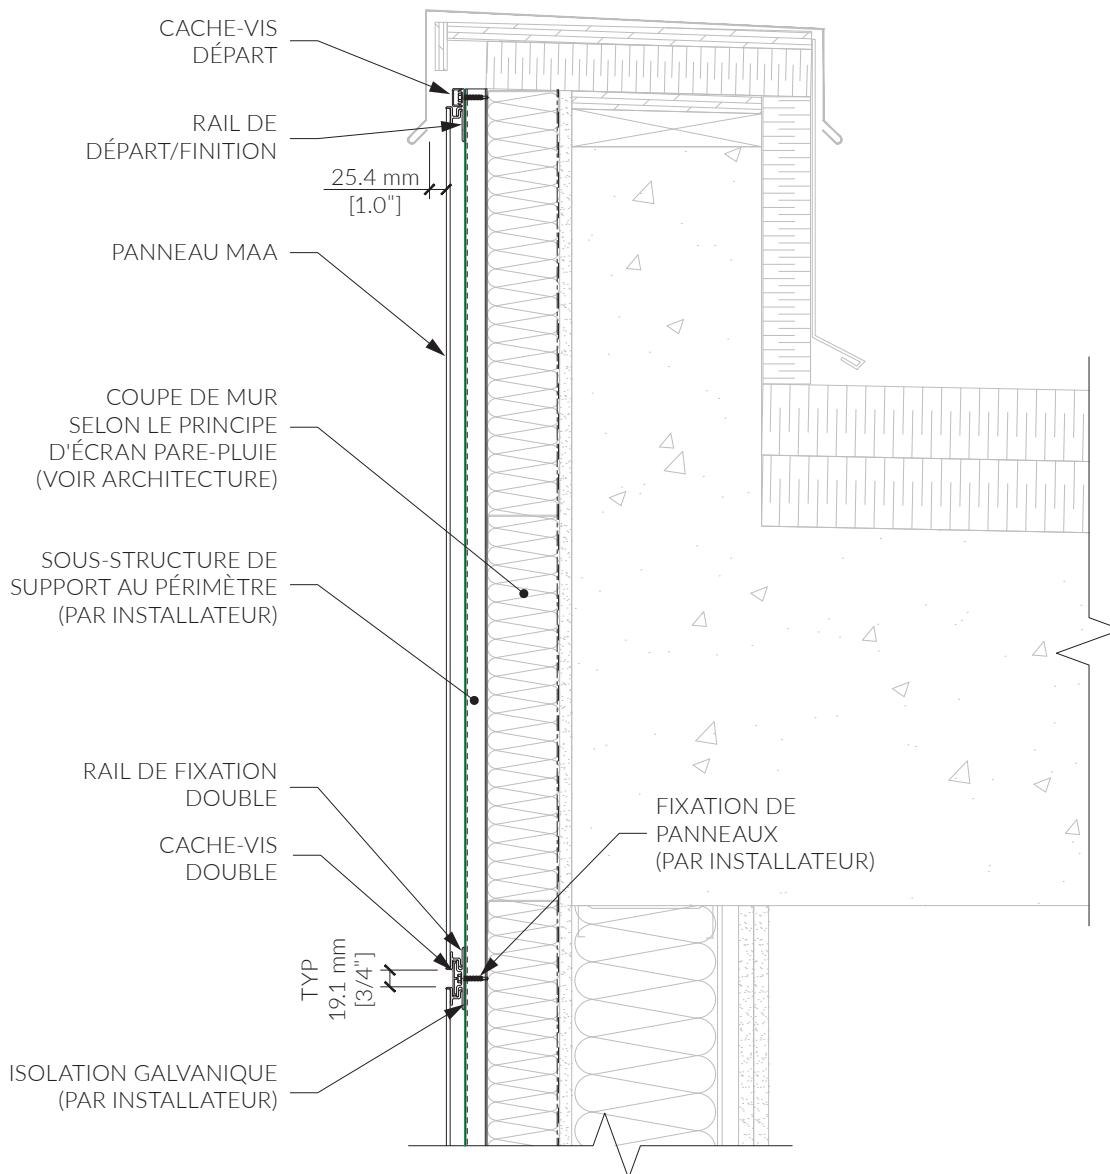 CACHE-VIS
DÉPART
RAIL DE
DÉPART/FINITION
25.4 mm
[1.0"]
PANNEAU MAA
COUPE DE MUR
SELON LE PRINCIPE
D'ÉCRAN PARE-PLUIE
(VOIR ARCHITECTURE)
SOUS-STRUCTURE DE
SUPPORT AU PÉRIMÈTRE
(PAR INSTALLATEUR)
RAIL DE FIXATION
DOUBLE
CACHE-VIS
DOUBLE
FIXATION DE
PANNEAUX
(PAR INSTALLATEUR)
TYP
19.1 mm
[3/4"]
ISOLATION GALVANIQUE
(PAR INSTALLATEUR)